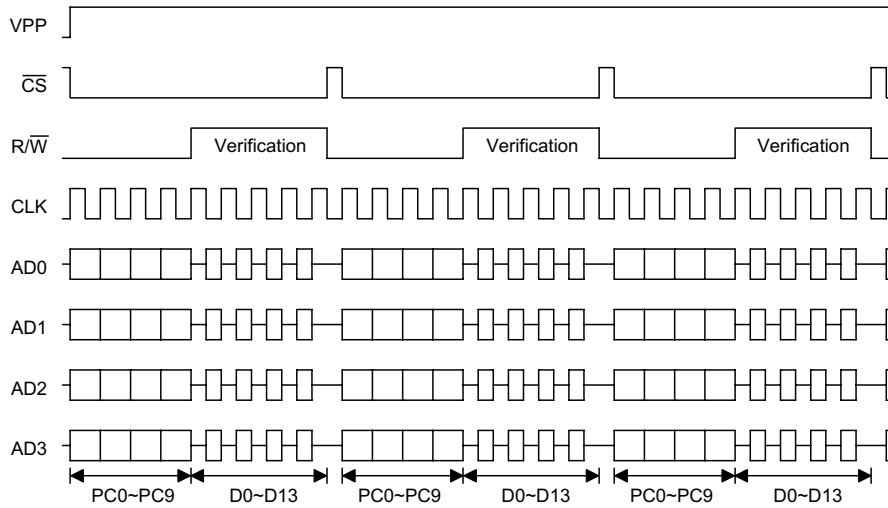 VPP
C̅S̅
R/W̅ Verification Verification Verification
CLK
AD0
AD1
AD2
AD3
PC0~PC9 D0~D13 PC0~PC9 D0~D13 PC0~PC9 D0~D13